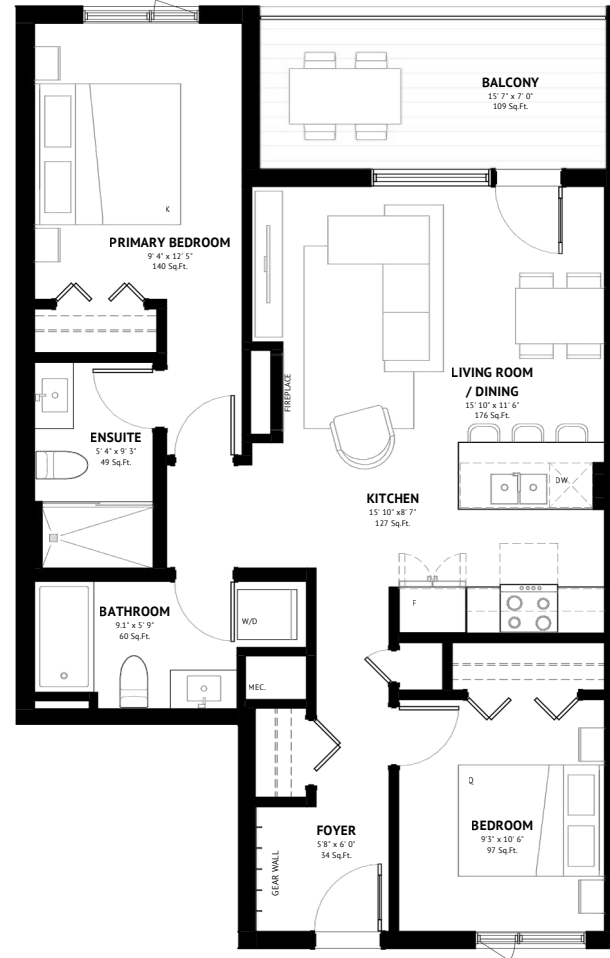 BALCONY
15' 7" x 7' 0"
109 Sq.Ft.
K
PRIMARY BEDROOM
9' 4" x 12' 5"
140 Sq.Ft.
FIREPLACE
LIVING ROOM
/ DINING
15' 10" x 11' 6"
176 Sq.Ft.
ENSUITE
5' 4" x 9' 3"
49 Sq.Ft.
DW.
KITCHEN
15' 10" x8' 7"
127 Sq.Ft.
F
BATHROOM
9.1" x 5' 9"
60 Sq.Ft.
W/D
MEC.
Q
BEDROOM
9'3" x 10' 6"
97 Sq.Ft.
FOYER
5'8" x 6' 0"
34 Sq.Ft.
GEAR WALL